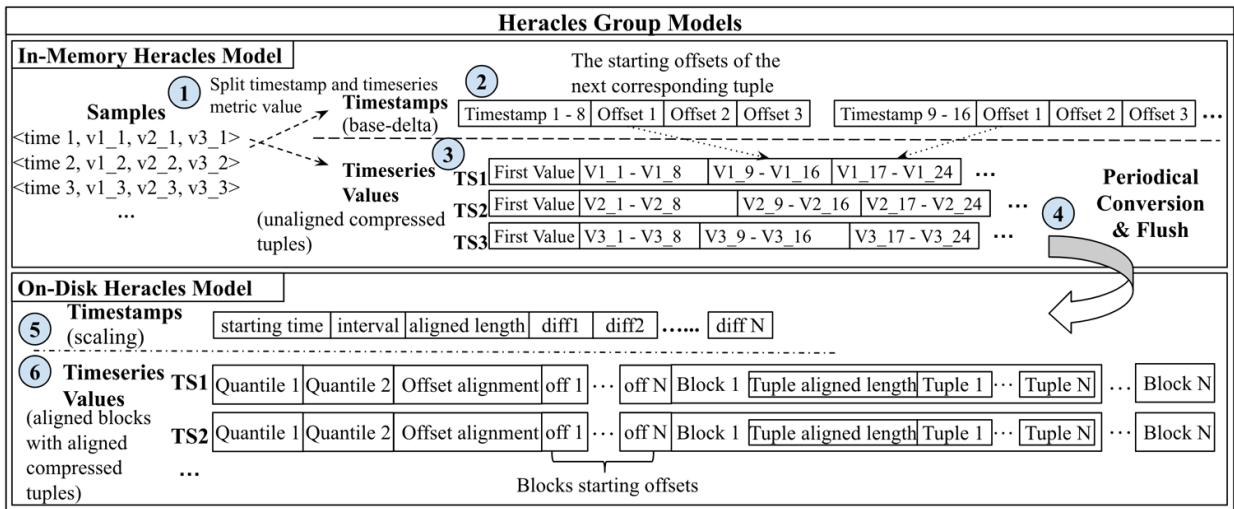 Heracles Group Models
In-Memory Heracles Model
1 Split timestamp and timeseries
metric value
Samples
<time 1, v1_1, v2_1, v3_1>
<time 2, v1_2, v2_2, v3_2>
<time 3, v1_3, v2_3, v3_3>
...
2 The starting offsets of the
next corresponding tuple
Timestamps
(base-delta)
Timestamp 1 - 8 Offset 1 Offset 2 Offset 3 Timestamp 9 - 16 Offset 1 Offset 2 Offset 3 ...
3
Timeseries
Values
(unaligned compressed
tuples)
TS1 First Value V1_1 - V1_8 V1_9 - V1_16 V1_17 - V1_24 ...
TS2 First Value V2_1 - V2_8 V2_9 - V2_16 V2_17 - V2_24 ...
TS3 First Value V3_1 - V3_8 V3_9 - V3_16 V3_17 - V3_24 ...
4 Periodical
Conversion
& Flush
On-Disk Heracles Model
5 Timestamps
(scaling)
starting time interval aligned length diff1 diff2 ...... diff N
6 Timeseries
Values
(aligned blocks
with aligned
compressed
tuples)
TS1 Quantile 1 Quantile 2 Offset alignment off 1 ... off N Block 1 Tuple aligned length Tuple 1 ... Tuple N ... Block N
TS2 Quantile 1 Quantile 2 Offset alignment off 1 ... off N Block 1 Tuple aligned length Tuple 1 ... Tuple N ... Block N
...
Blocks starting offsets